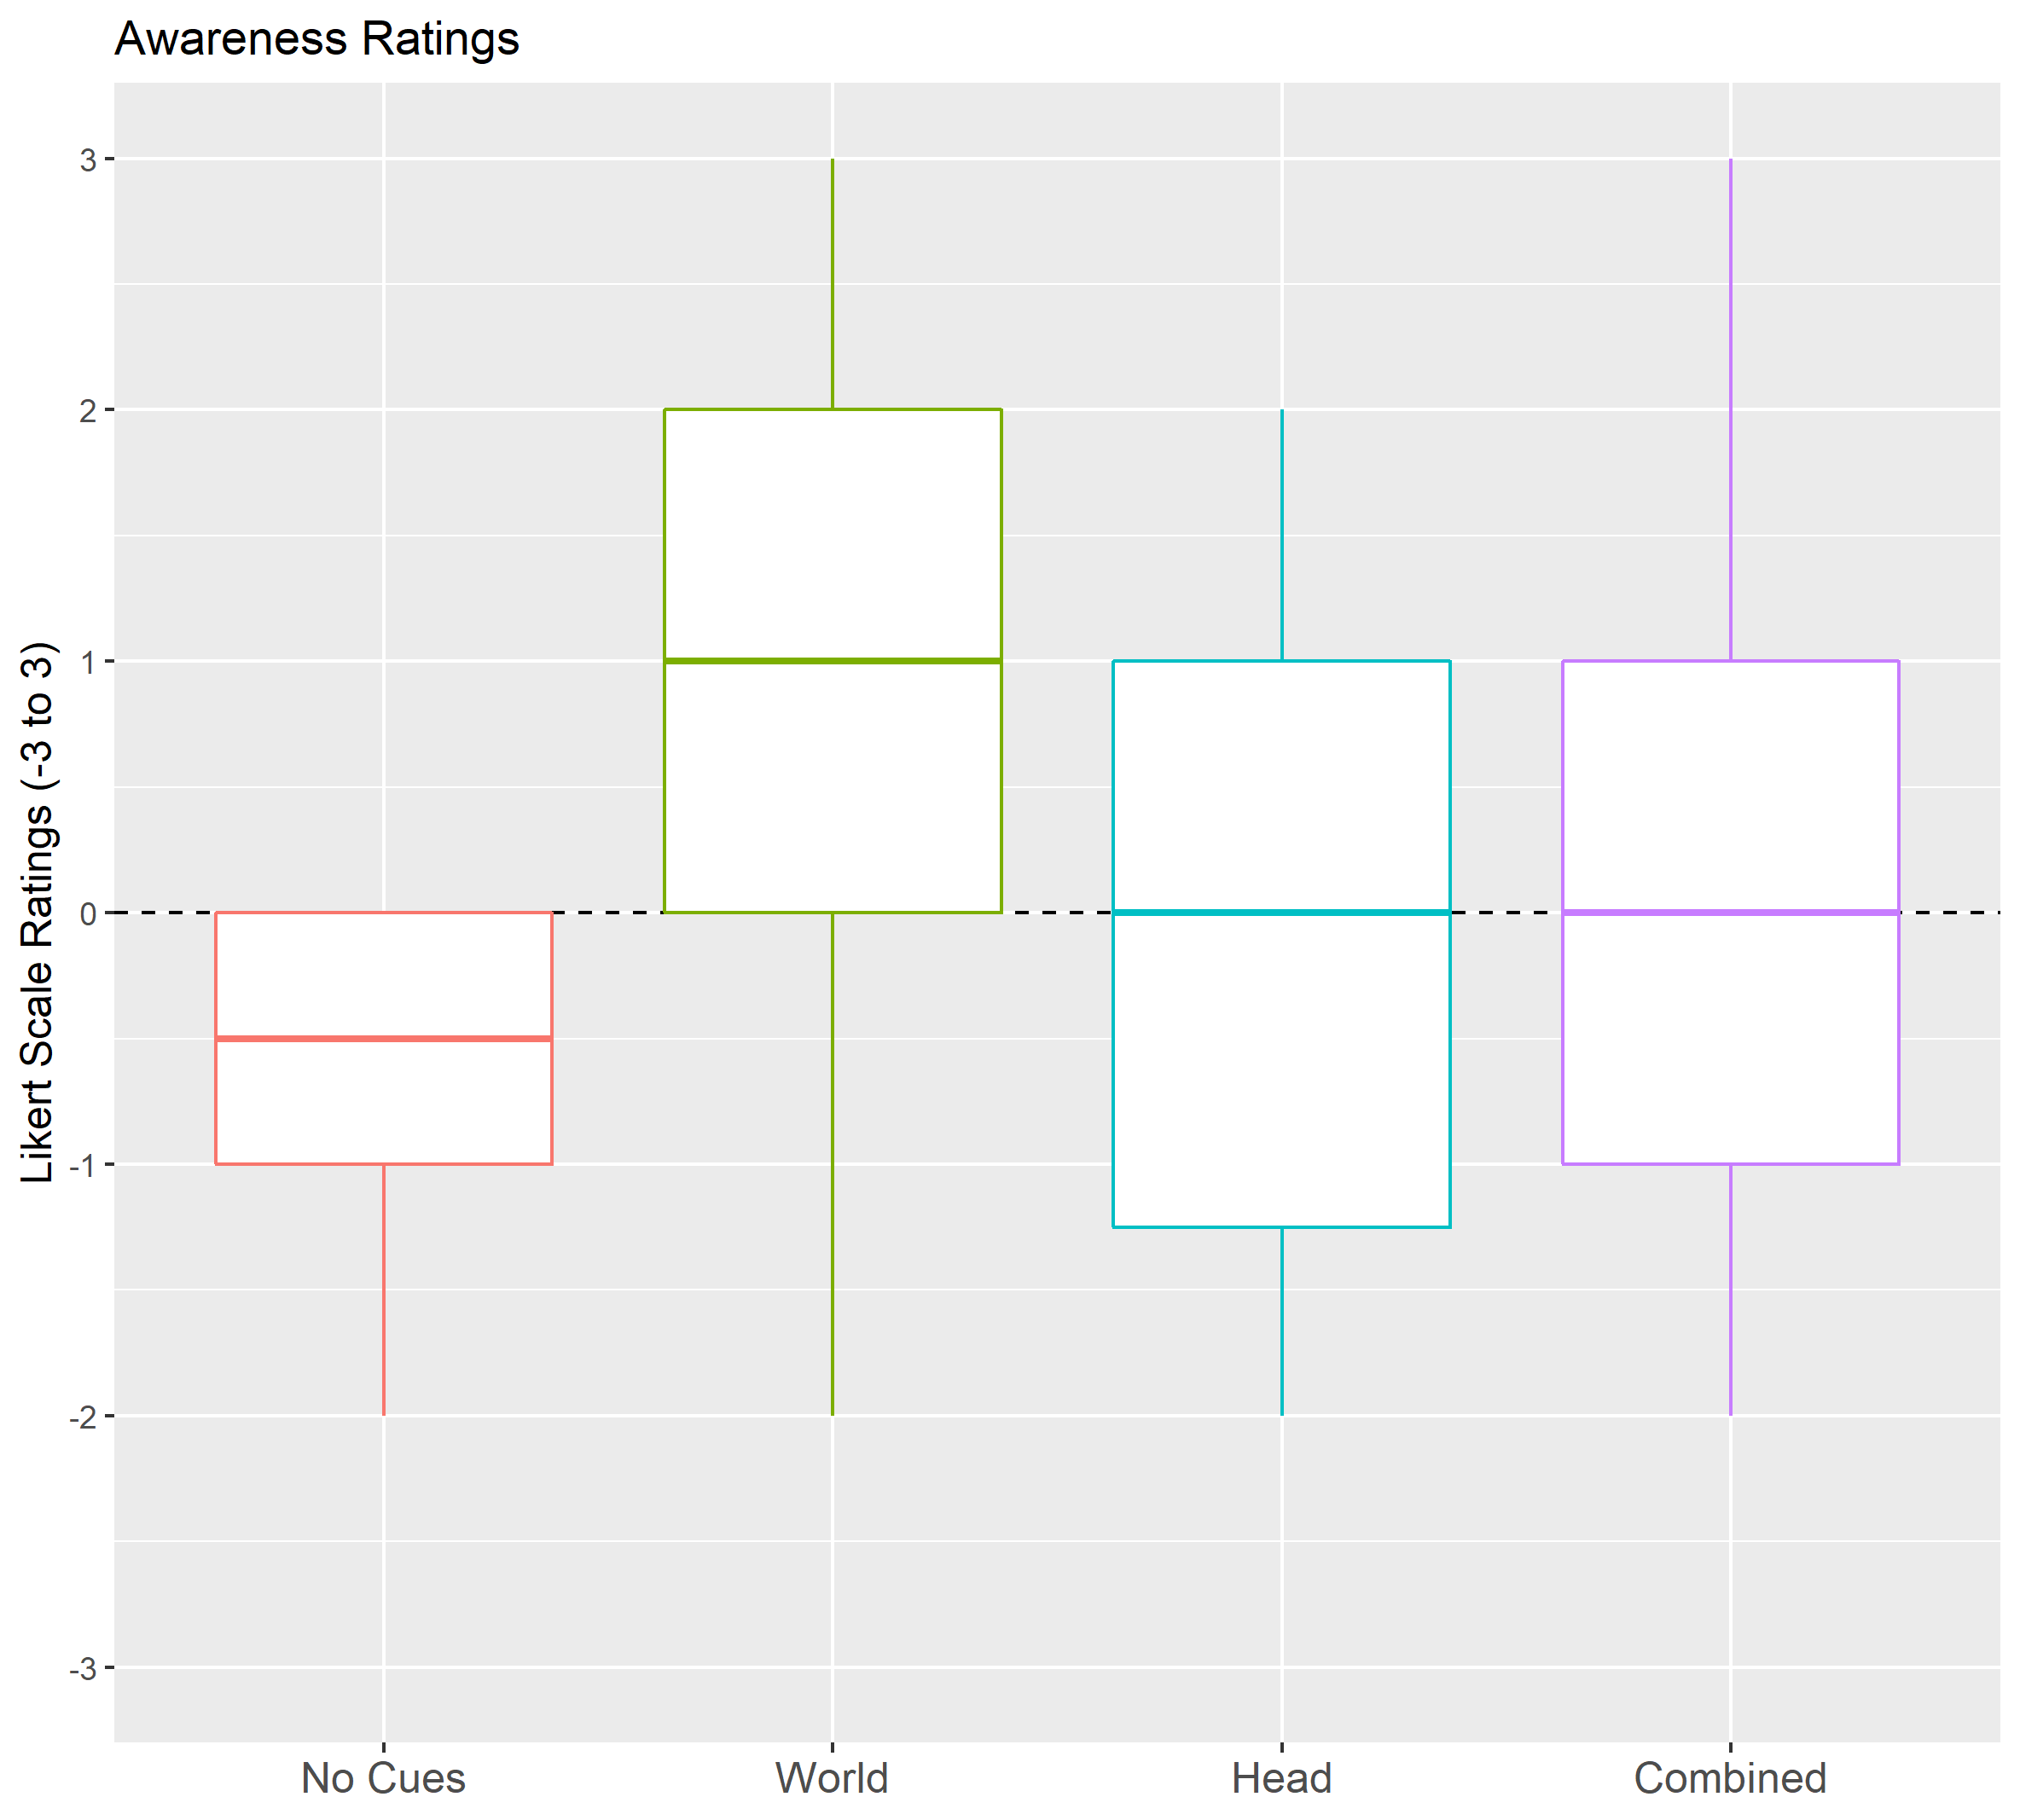 Awareness Ratings
Likert Scale Ratings (-3 to 3)
3
2
1
0
-1
-2
-3
No Cues
World
Head
Combined